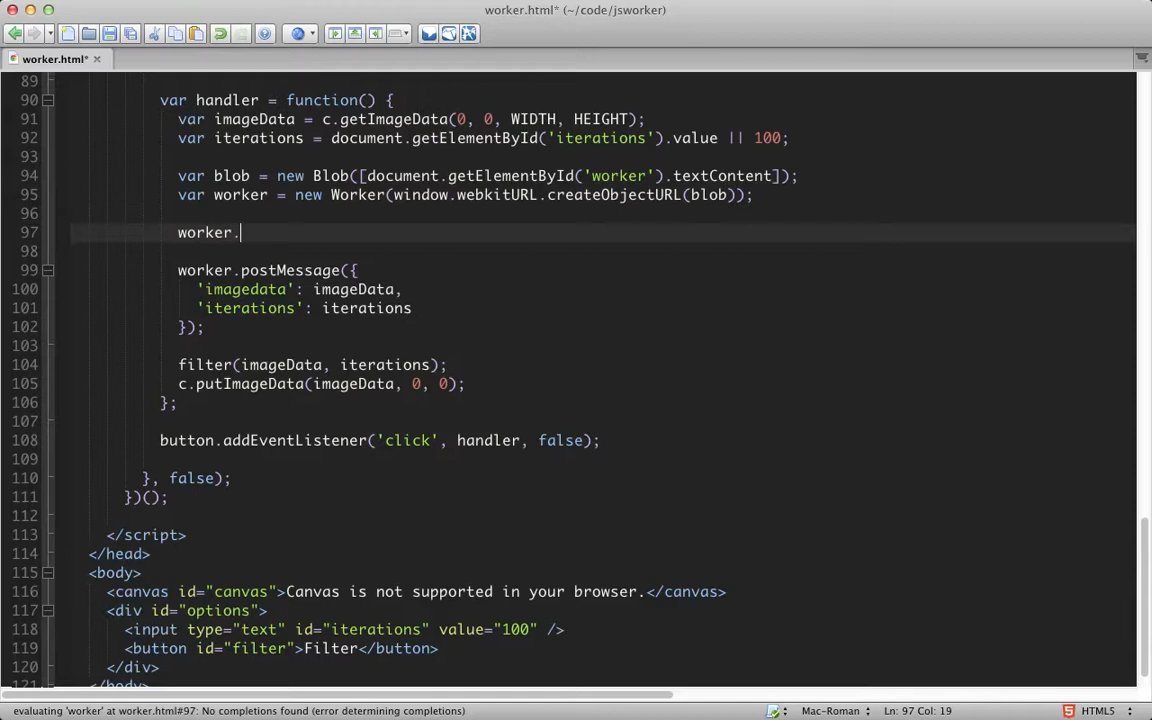 worker.html* (~/code/jsworker)
worker.html*
89
90 var handler = function() {
91 var imageData = c.getImageData(0, 0, WIDTH, HEIGHT);
92 var iterations = document.getElementById('iterations').value || 100;
93
94 var blob = new Blob([document.getElementById('worker').textContent]);
95 var worker = new Worker(window.webkitURL.createObjectURL(blob));
96
97 worker.
98
99 worker.postMessage({
100 'imagedata': imageData,
101 'iterations': iterations
102 });
103
104 filter(imageData, iterations);
105 c.putImageData(imageData, 0, 0);
106 };
107
108 button.addEventListener('click', handler, false);
109
110 }, false);
111 })();
112
113 </script>
114 </head>
115 <body>
116 <canvas id="canvas">Canvas is not supported in your browser.</canvas>
117 <div id="options">
118 <input type="text" id="iterations" value="100" />
119 <button id="filter">Filter</button>
120 </div>
121 </body>
evaluating 'worker' at worker.html#97: No completions found (error determining completions) Mac-Roman Ln: 97 Col: 19 HTML5